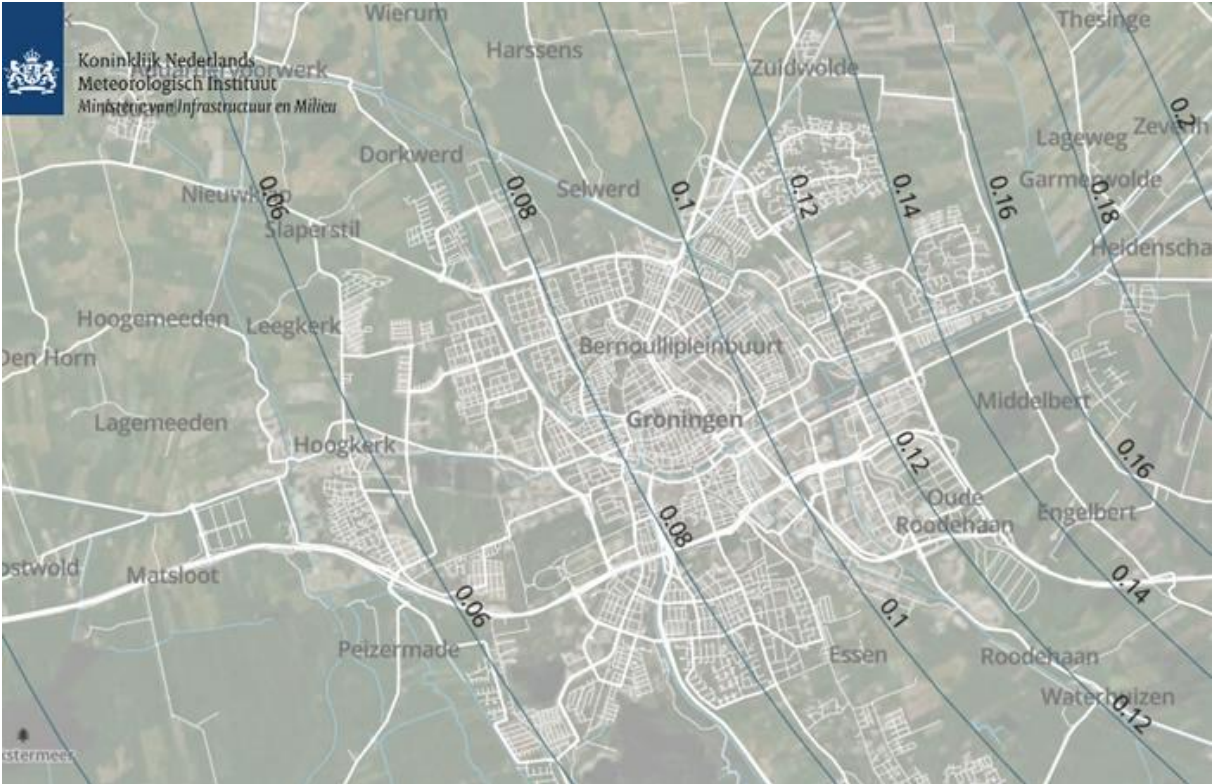 Wierum
Thesinge
Harssens
Koninklijk Nederlands
Meteorologisch Instituut
Ministerie van Infrastructuur en Milieu
Zuidwolde
0.2
Lageweg
Dorkwerd
Garmerwolde
Selwerd
0.06
0.08
0.1
0.12
0.14
0.16
0.18
Slaperstil
Hoogemeeden
Leegkerk
Bernoullipleinbuurt
Den Horn
Middelbert
Lagemeeden
Groningen
Hoogkerk
0.12
0.16
Oude
Roodehaan
Engelbert
0.08
Matsloot
0.06
0.14
0.1
Peizermade
Essen
Roodehaan
Waterhuizen
0.12